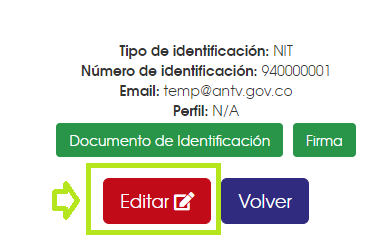 Tipo de identificación: NIT
Número de identificación: 940000001
Email: temp@antv.gov.co
Perfil: N/A
Documento de Identificación Firma
Editar Volver